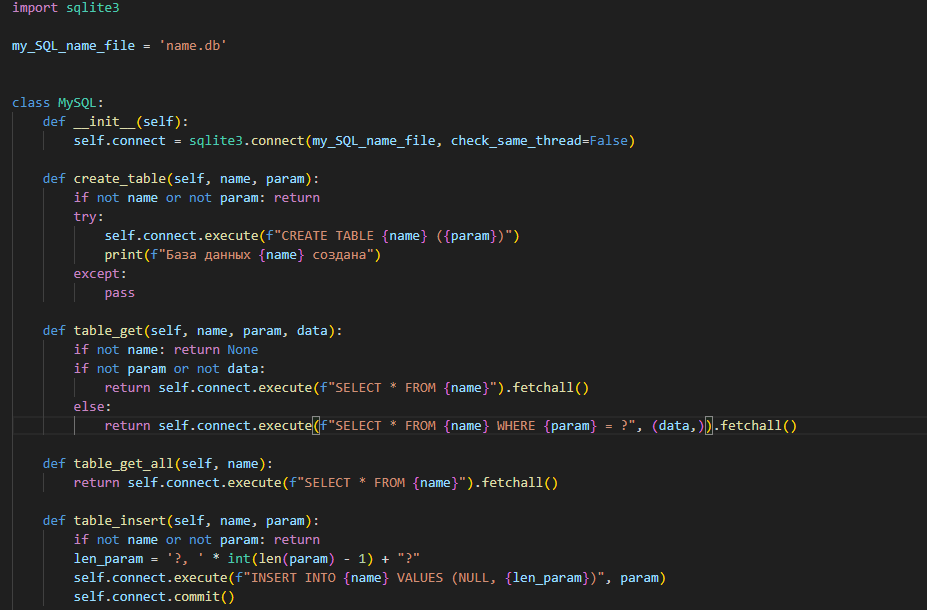 import sqlite3
my_SQL_name_file = 'name.db'
class MySQL:
    def __init__(self):
        self.connect = sqlite3.connect(my_SQL_name_file, check_same_thread=False)
    def create_table(self, name, param):
        if not name or not param: return
        try:
            self.connect.execute(f"CREATE TABLE {name} ({param})")
            print(f"База данных {name} создана")
        except:
            pass
    def table_get(self, name, param, data):
        if not name: return None
        if not param or not data:
            return self.connect.execute(f"SELECT * FROM {name}").fetchall()
        else:
            return self.connect.execute(f"SELECT * FROM {name} WHERE {param} = ?", (data,)).fetchall()
    def table_get_all(self, name):
        return self.connect.execute(f"SELECT * FROM {name}").fetchall()
    def table_insert(self, name, param):
        if not name or not param: return
        len_param = '?, ' * int(len(param) - 1) + "?"
        self.connect.execute(f"INSERT INTO {name} VALUES (NULL, {len_param})", param)
        self.connect.commit()